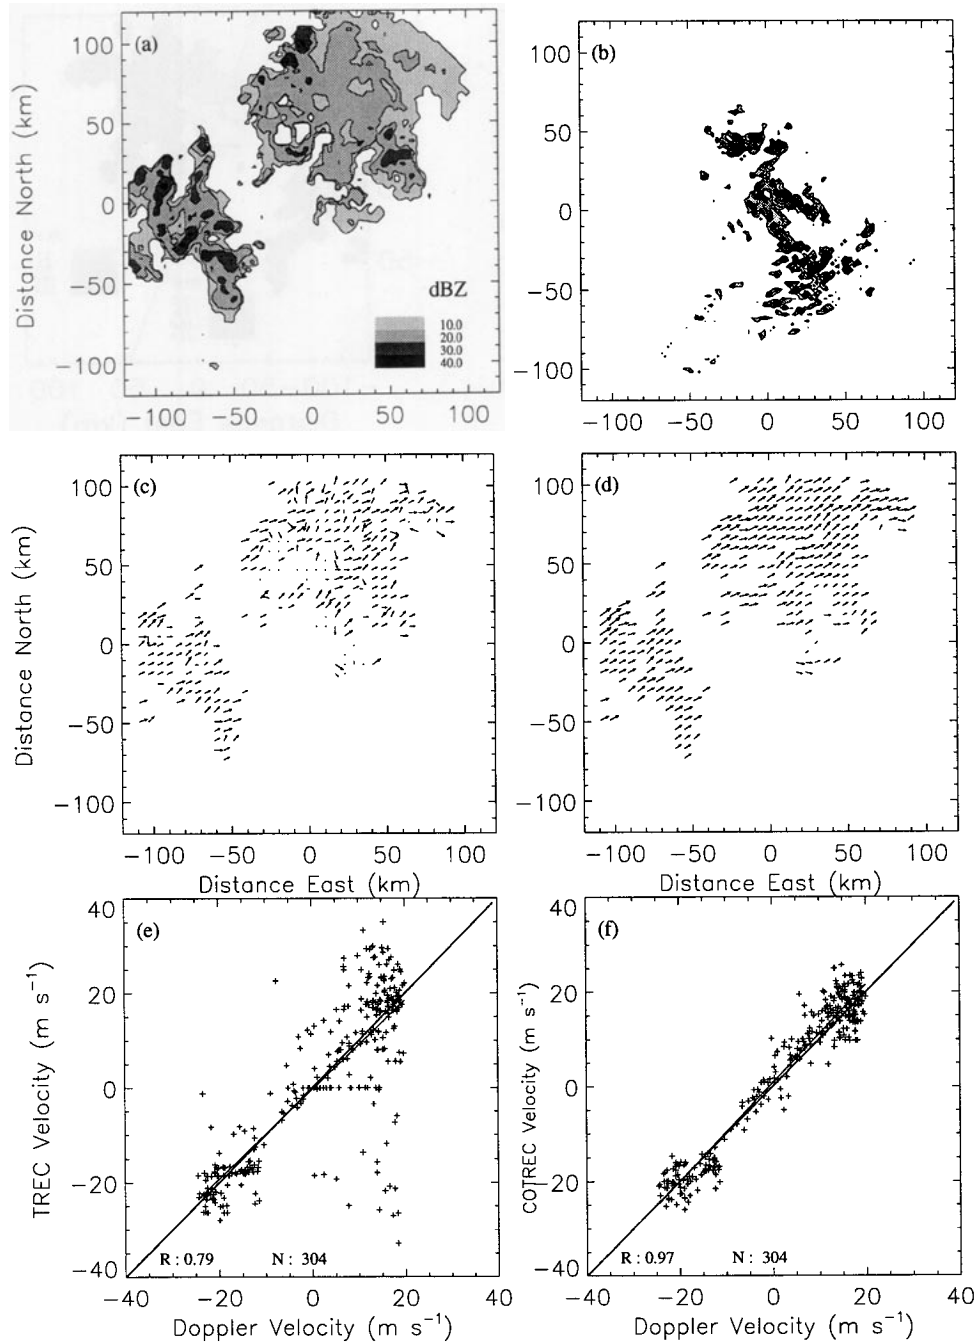 (a)
100
50
0
−50
−100
Distance North (km)
dBZ
10.0
20.0
30.0
40.0
−100 −50 0 50 100
(b)
100
50
0
−50
−100
−100 −50 0 50 100
(c)
100
50
0
−50
−100
Distance North (km)
−100 −50 0 50 100
Distance East (km)
(d)
100
50
0
−50
−100
−100 −50 0 50 100
Distance East (km)
(e)
40
20
0
−20
−40
TREC Velocity (m s⁻¹)
R : 0.79 N : 304
−40 −20 0 20 40
Doppler Velocity (m s⁻¹)
(f)
40
20
0
−20
−40
COTREC Velocity (m s⁻¹)
R : 0.97 N : 304
−40 −20 0 20 40
Doppler Velocity (m s⁻¹)